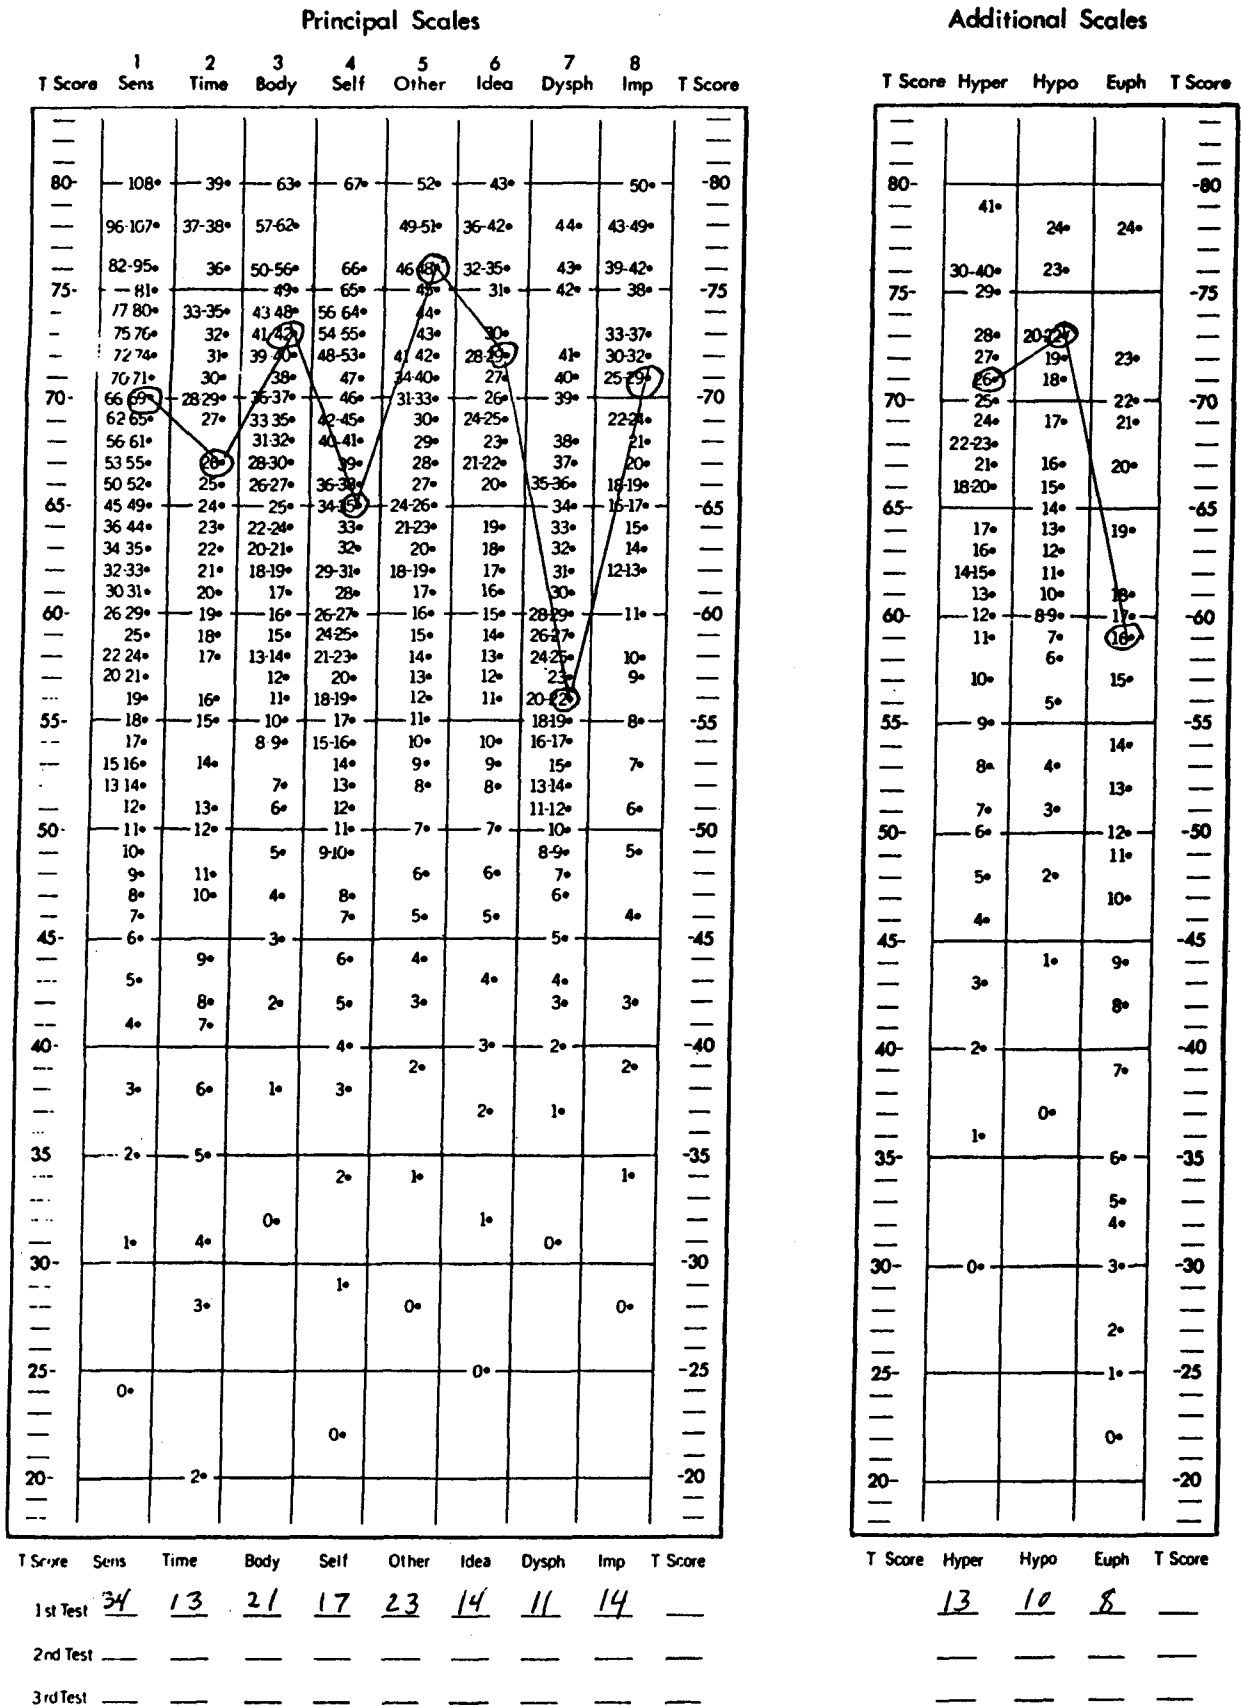 Principal Scales
1 2 3 4 5 6 7 8
T Score Sens Time Body Self Other Idea Dysph Imp T Score
80- 108• 39• 63• 67• 52• 43• 50• -80
96-107• 37-38• 57-62• 49-51• 36-42• 44• 43-49•
82-95• 36• 50-56• 66• 46-48• 32-35• 43• 39-42•
75- 81• 49• 65• 45• 31• 42• 38• -75
77 80• 33-35• 43 48• 56 64• 44•
75 76• 32• 41-42• 54 55• 43• 30• 33-37•
72 74• 31• 39 40• 48-53• 41 42• 28-29• 41• 30-32•
70 71• 30• 38• 47• 34-40• 27• 40• 25-29•
70- 66 69• 28-29• 36-37• 46• 31-33• 26• 39• -70
62 65• 27• 33 35• 42-45• 30• 24-25• 22-24•
56 61• 31-32• 40-41• 29• 23• 38• 21•
53 55• 26• 28-30• 39• 28• 21-22• 37• 20•
50 52• 25• 26-27• 36-38• 27• 20• 35-36• 18-19•
65- 45 49• 24• 25• 34-35• 24-26• 34• 16-17• -65
36 44• 23• 22-24• 33• 21-23• 19• 33• 15•
34 35• 22• 20-21• 32• 20• 18• 32• 14•
32-33• 21• 18-19• 29-31• 18-19• 17• 31• 12-13•
30 31• 20• 17• 28• 17• 16• 30•
60- 26 29• 19• 16• 26-27• 16• 15• 28-29• 11• -60
25• 18• 15• 24-25• 15• 14• 26-27•
22 24• 17• 13-14• 21-23• 14• 13• 24-25• 10•
20 21• 12• 20• 13• 12• 23• 9•
19• 16• 11• 18-19• 12• 11• 20-22•
55- 18• 15• 10• 17• 11• 18-19• 8• -55
17• 8-9• 15-16• 10• 10• 16-17•
15 16• 14• 14• 9• 9• 15• 7•
13 14• 7• 13• 8• 8• 13-14•
12• 13• 6• 12• 11-12• 6•
50- 11• 12• 11• 7• 7• 10• -50
10• 5• 9-10• 8-9• 5•
9• 11• 6• 6• 7•
8• 10• 4• 8• 6•
7• 7• 5• 5• 4•
45- 6• 3• 5• -45
9• 6• 4•
5• 4• 4•
8• 2• 5• 3• 3• 3•
4• 7•
40- 4• 3• 2• -40
2• 2•
3• 6• 1• 3•
2• 1•
35 2• 5• -35
2• 1• 1•
0• 1•
1• 4• 0•
30- -30
1•
3• 0• 0•
25- 0• -25
0•
0•
20- 2• -20
T Score Sens Time Body Self Other Idea Dysph Imp T Score
1st Test 34 13 21 17 23 14 11 14
2nd Test
3rd Test
Additional Scales
T Score Hyper Hypo Euph T Score
80- -80
41•
24• 24•
30-40• 23•
75- 29• -75
28• 20-22•
27• 19• 23•
26• 18•
70- 25• 22• -70
24• 17• 21•
22-23•
21• 16• 20•
18-20• 15•
65- 14• -65
17• 13• 19•
16• 12•
14-15• 11•
13• 10• 18•
60- 12• 8-9• 17• -60
11• 7• 16•
6•
10• 15•
5•
55- 9• -55
14•
8• 4•
13•
7• 3•
50- 6• 12• -50
11•
5• 2•
10•
4•
45- -45
1• 9•
3•
8•
40- 2• -40
7•
0•
1•
35- 6• -35
5•
4•
30- 0• 3• -30
2•
25- 1• -25
0•
20- -20
T Score Hyper Hypo Euph T Score
13 10 8